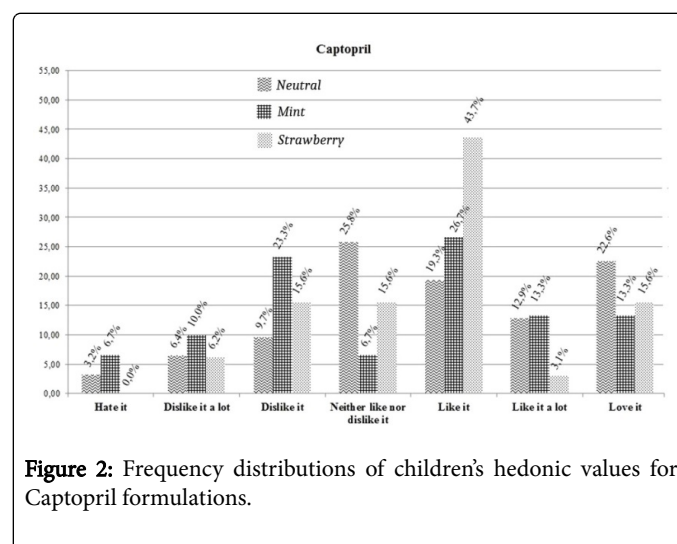 Captopril
55,00
50,00
45,00
40,00
35,00
30,00
25,00
20,00
15,00
10,00
5,00
0,00
Neutral
Mint
Strawberry
3,2%
6,7%
0,0%
6,4%
10,0%
6,2%
9,7%
23,3%
15,6%
25,8%
6,7%
15,6%
19,3%
26,7%
43,7%
12,9%
13,3%
3,1%
22,6%
13,3%
15,6%
Hate it
Dislike it a lot
Dislike it
Neither like nor
dislike it
Like it
Like it a lot
Love it
Figure 2: Frequency distributions of children's hedonic values for
Captopril formulations.